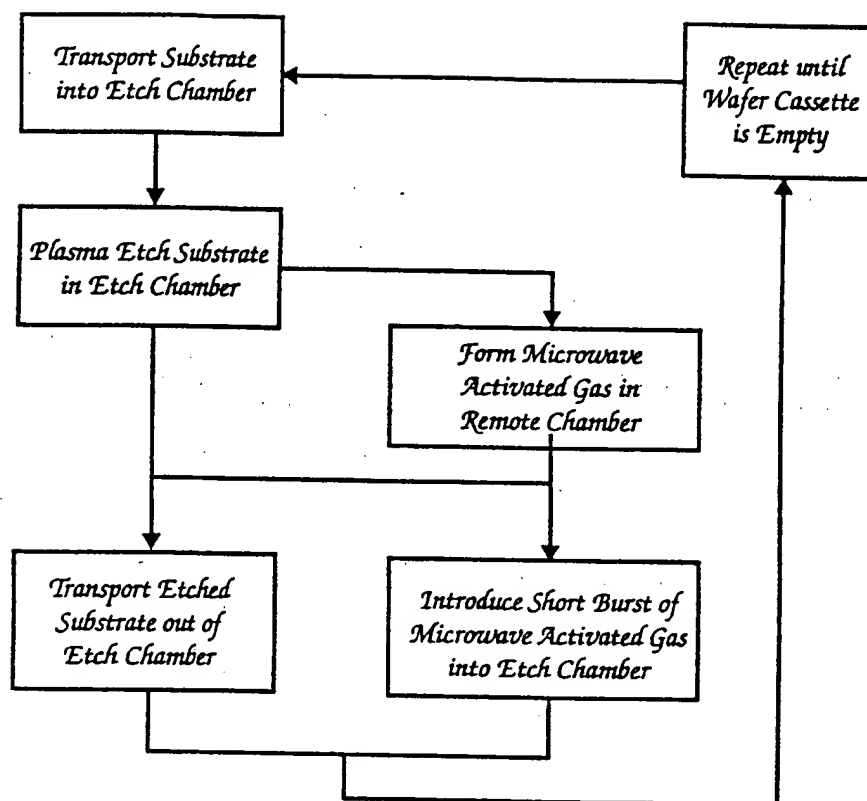 Transport Substrate
into Etch Chamber
Repeat until
Wafer Cassette
is Empty
Plasma Etch Substrate
in Etch Chamber
Form Microwave
Activated Gas in
Remote Chamber
Transport Etched
Substrate out of
Etch Chamber
Introduce Short Burst of
Microwave Activated Gas
into Etch Chamber